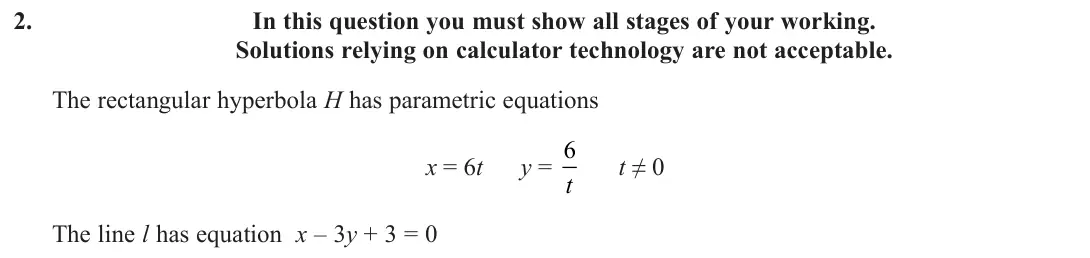 2. In this question you must show all stages of your working.
Solutions relying on calculator technology are not acceptable.
The rectangular hyperbola H has parametric equations
x = 6t y = 6/t t ≠ 0
The line l has equation x – 3y + 3 = 0